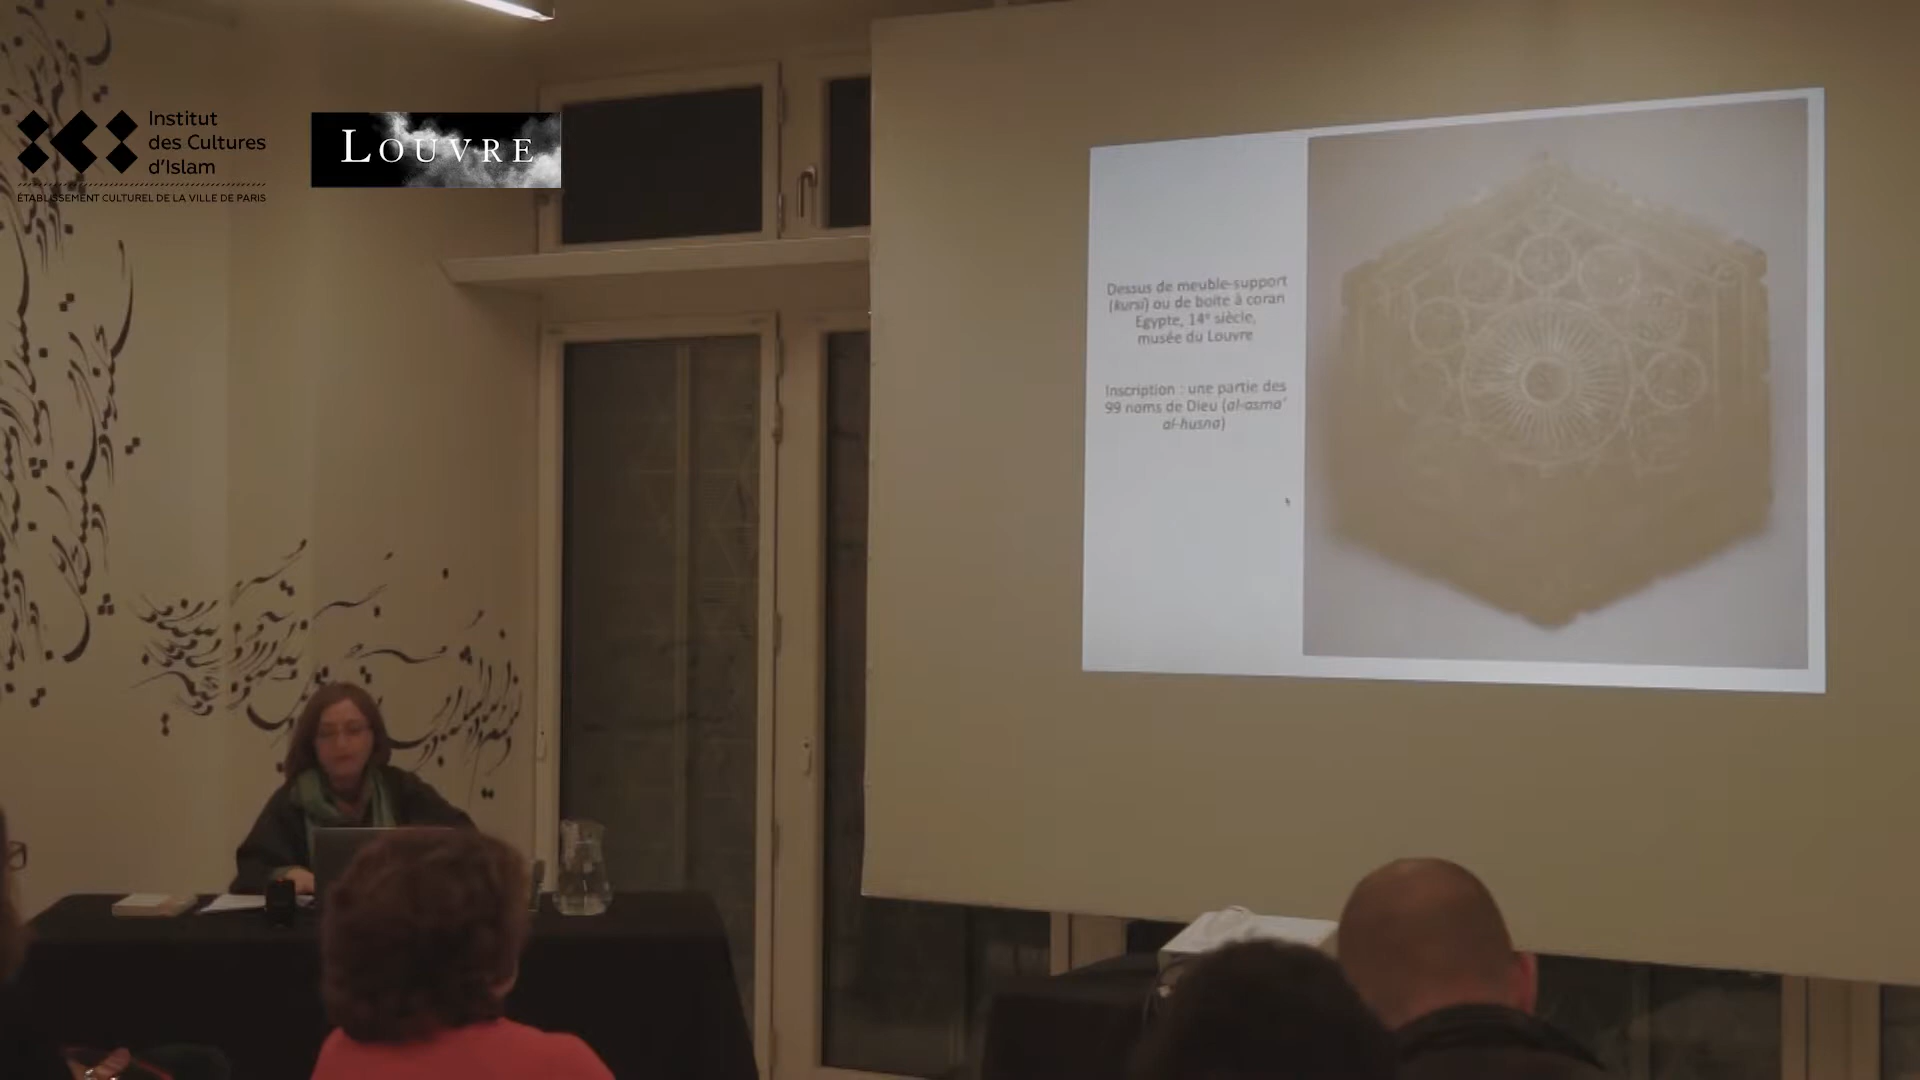 Institut
des Cultures
d'Islam
ÉTABLISSEMENT CULTUREL DE LA VILLE DE PARIS
LOUVRE
Dessus de meuble-support
(kursi) ou de boite à coran
Egypte, 14e siècle,
musée du Louvre
Inscription : une partie des
99 noms de Dieu (al-asma'
al-husna)